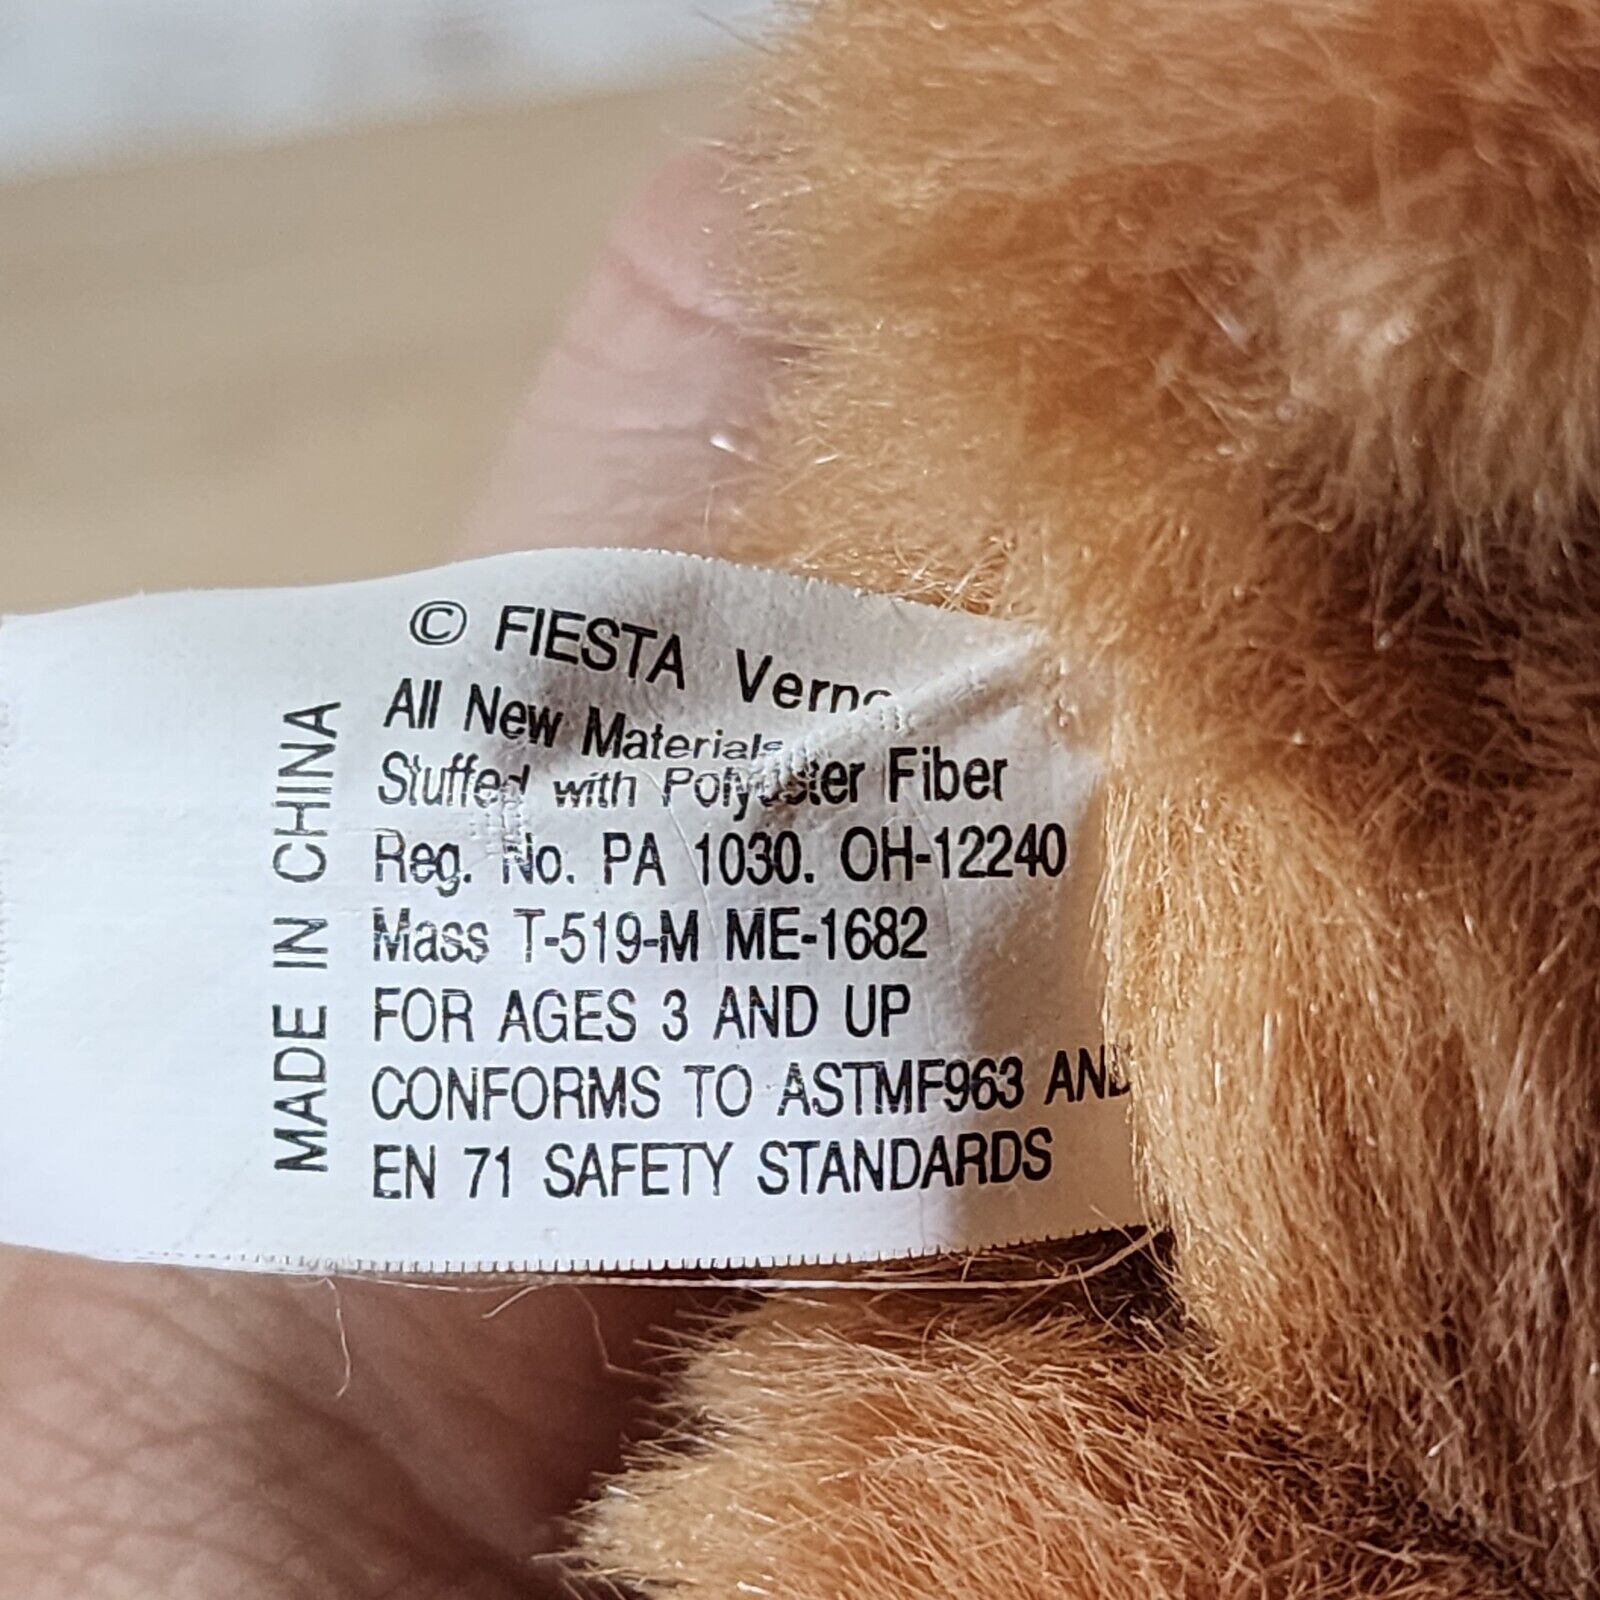 © FIESTA
All New Materials
Stuffed with Polyester Fiber
Reg. No. PA 1030. OH-12240
Mass T-519-M ME-1682
FOR AGES 3 AND UP
CONFORMS TO ASTMF963 AND
EN 71 SAFETY STANDARDS
MADE IN CHINA